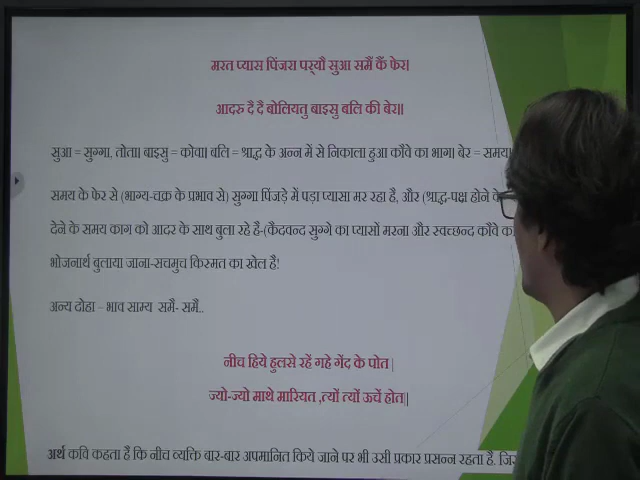 मरत प्यास पिंजरा पर्‌यौ सुआ समैं कैं फेर।
आदरु दै दै बोलियतु बाइसु बलि की बेर॥
सुआ = सुग्गा, तोता। बाइसु = कोवा। बलि = श्राद्ध के अन्न में से निकाला हुआ कौवे का भाग। बेर = समय।
समय के फेर से (भाग्य-चक्र के प्रभाव से) सुग्गा पिंजड़े में पड़ा प्यासा मर रहा है, और (श्राद्ध-पक्ष होने के
देने के समय काग को आदर के साथ बुला रहे है-(कैदवन्द सुग्गे का प्यासों मरना और स्वच्छन्द कौवे का
भोजनार्थ बुलाया जाना-सचमुच किस्मत का खेल है!
अन्य दोहा – भाव साम्य समै- समै..
नीच हिये हुलसे रहें गहे गेंद के पोत|
ज्यो-ज्यो माथे मारियत ,त्यों त्यों ऊचें होत||
अर्थ कवि कहता है कि नीच व्यक्ति बार-बार अपमानित किये जाने पर भी उसी प्रकार प्रसन्न रहता है. जिस